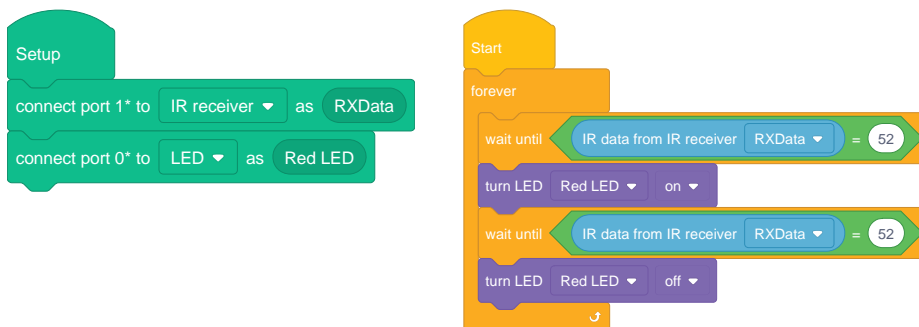 Setup
connect port 1* to IR receiver as RXData
connect port 0* to LED as Red LED
Start
forever
wait until IR data from IR receiver RXData = 52
turn LED Red LED on
wait until IR data from IR receiver RXData = 52
turn LED Red LED off